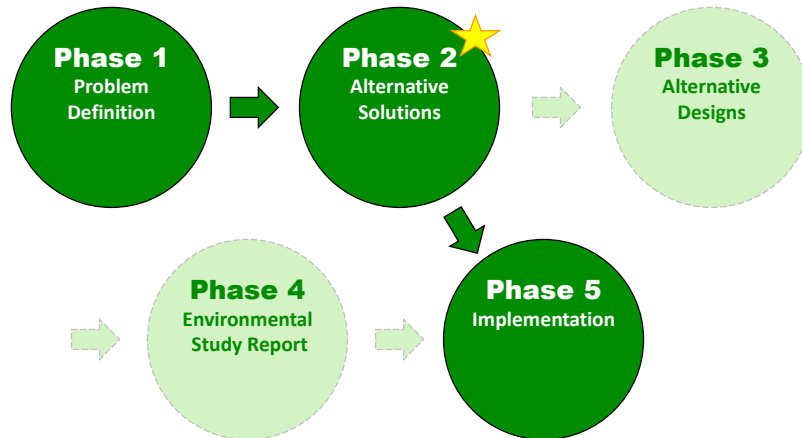 Phase 1
Problem
Definition
Phase 2
Alternative
Solutions
Phase 3
Alternative
Designs
Phase 4
Environmental
Study Report
Phase 5
Implementation